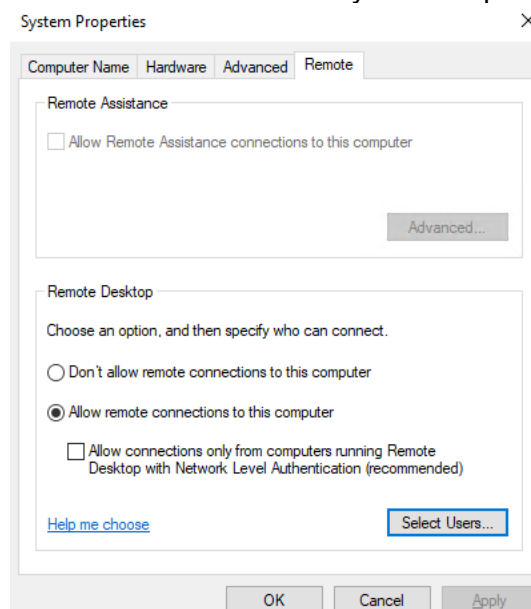 System Properties
Computer Name Hardware Advanced Remote
Remote Assistance
Allow Remote Assistance connections to this computer
Advanced...
Remote Desktop
Choose an option, and then specify who can connect.
Don't allow remote connections to this computer
Allow remote connections to this computer
Allow connections only from computers running Remote
Desktop with Network Level Authentication (recommended)
Help me choose Select Users...
OK Cancel Apply